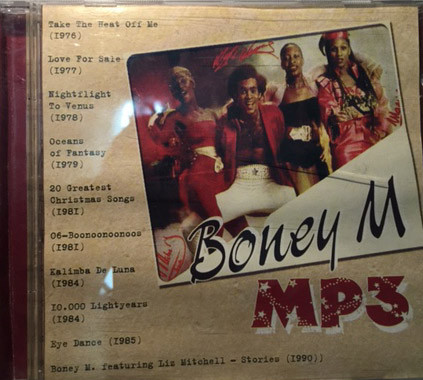 Take The Heat Off Me
(1976)
Love For Sale
(1977)
Nightflight
To Venus
(1978)
Oceans
of Fantasy
(1979)
20 Greatest
Christmas Songs
(1981)
06-Boonoonoonoos
(1981)
Kalimba De Luna
(1984)
10.000 Lightyears
(1984)
Eye Dance (1985)
Boney M. featuring Liz Mitchell - Stories (1990))
Boney M
MP3